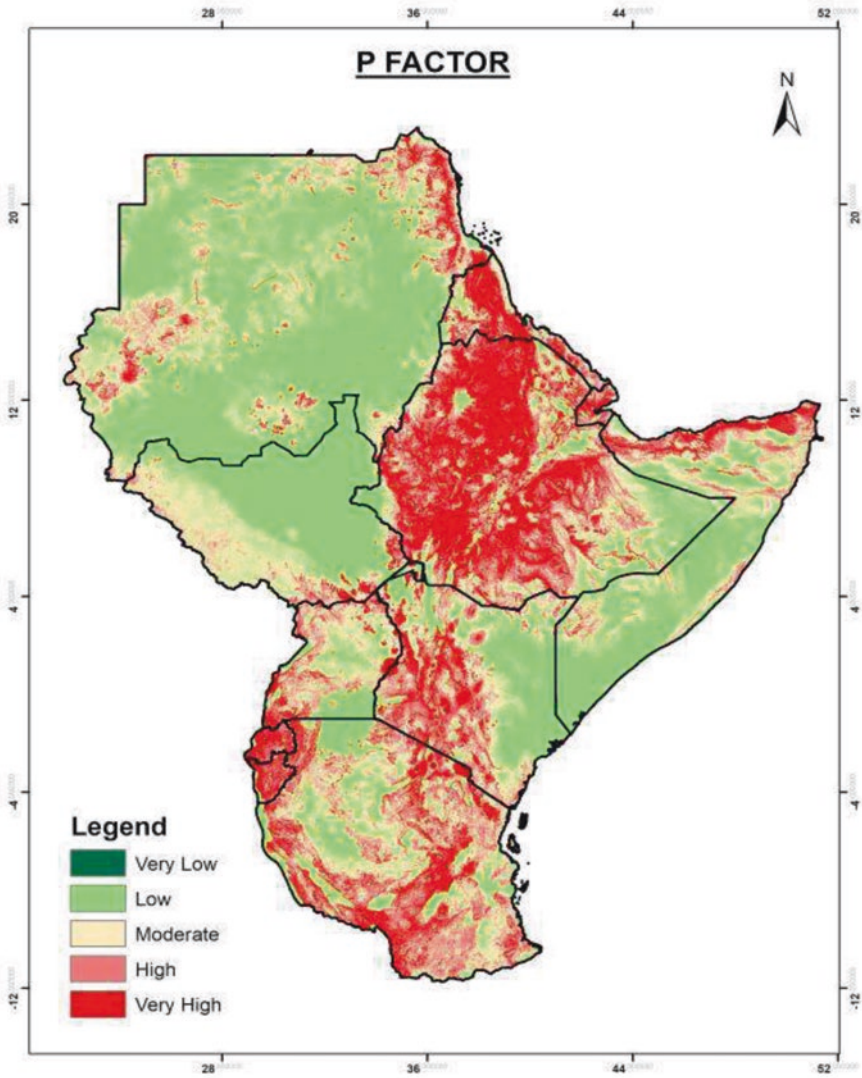 28 36 44 52
P FACTOR
N
20 20
12 12
4 4
-4 -4
Legend
Very Low
Low
Moderate
High
Very High
-12 -12
28 36 44 52